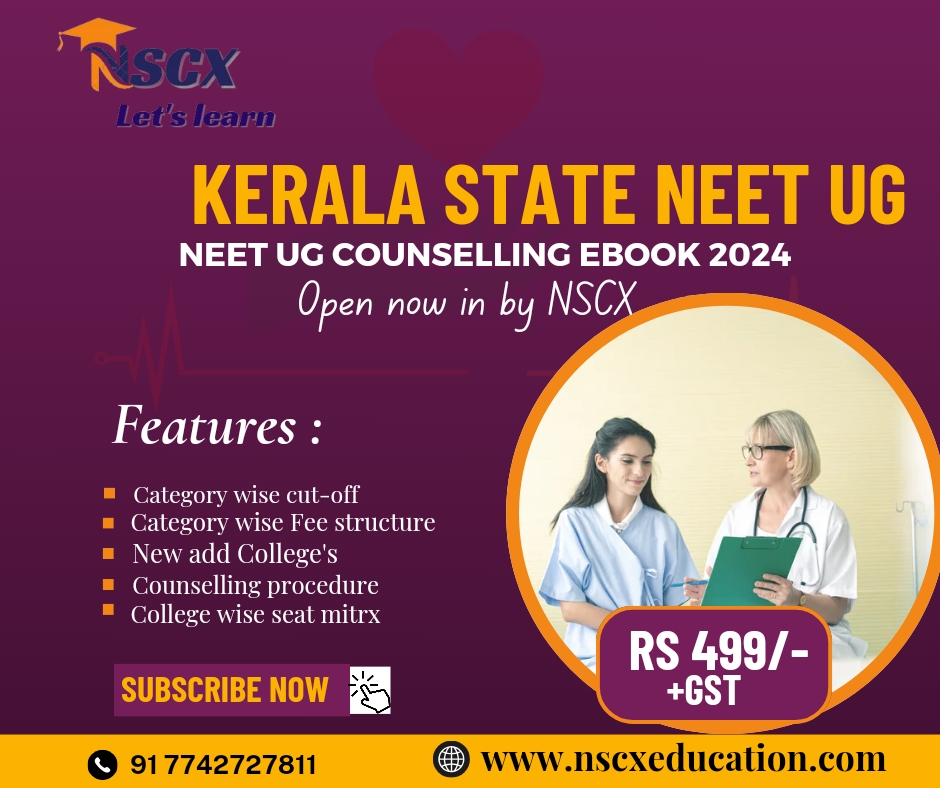 NSCX
Let's learn
KERALA STATE NEET UG
NEET UG COUNSELLING EBOOK 2024
Open now in by NSCX
Features :
Category wise cut-off
Category wise Fee structure
New add College's
Counselling procedure
College wise seat mitrx
RS 499/-
+GST
SUBSCRIBE NOW
91 7742727811
www.nscxeducation.com